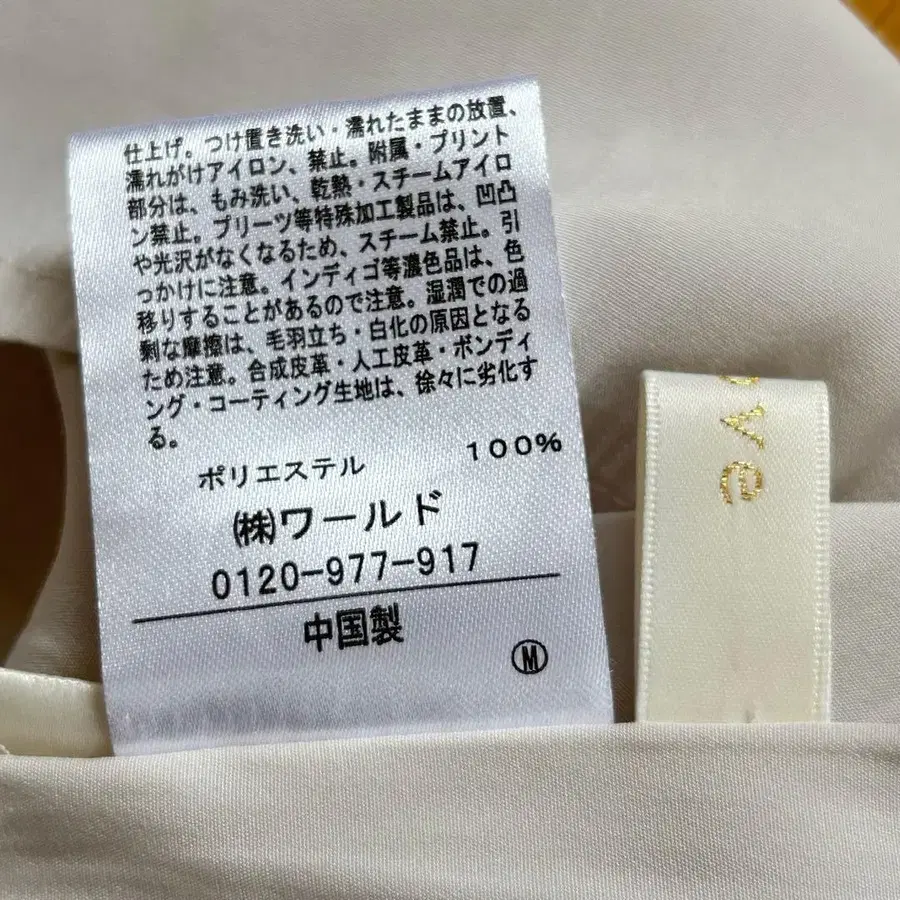 仕上げ。つけ置き洗い・濡れたままの放置、
濡れがけアイロン、禁止。附属・プリント
部分は、もみ洗い、乾熱・スチームアイロ
ン禁止。プリーツ等特殊加工製品は、凹凸
や光沢がなくなるため、スチーム禁止。引
っかけに注意。インディゴ等濃色品は、色
移りすることがあるので注意。湿潤での過
剰な摩擦は、毛羽立ち・白化の原因となる
ため注意。合成皮革・人工皮革・ボンディ
ング・コーティング生地は、徐々に劣化す
る。
ポリエステル 100%
㈱ワールド
0120-977-917
中国製
Ⓜ
ove